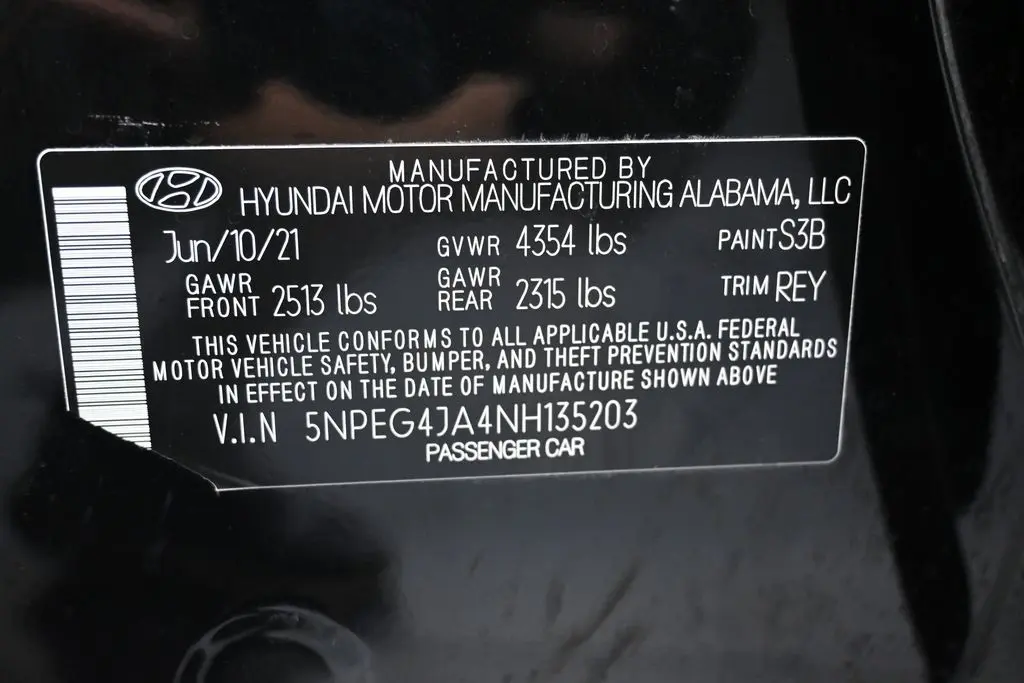 MANUFACTURED BY
HYUNDAI MOTOR MANUFACTURING ALABAMA, LLC
Jun/10/21 GVWR 4354 lbs PAINT S3B
GAWR FRONT 2513 lbs GAWR REAR 2315 lbs TRIM REY
THIS VEHICLE CONFORMS TO ALL APPLICABLE U.S.A. FEDERAL
MOTOR VEHICLE SAFETY, BUMPER, AND THEFT PREVENTION STANDARDS
IN EFFECT ON THE DATE OF MANUFACTURE SHOWN ABOVE
V.I.N 5NPEG4JA4NH135203
PASSENGER CAR